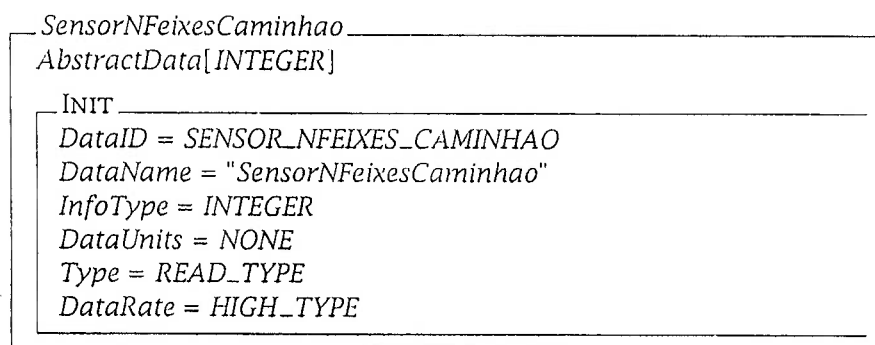 SensorNFeixesCaminhao
AbstractData[INTEGER]
INIT
DataID = SENSOR_NFEIXES_CAMINHAO
DataName = "SensorNFeixesCaminhao"
InfoType = INTEGER
DataUnits = NONE
Type = READ_TYPE
DataRate = HIGH_TYPE